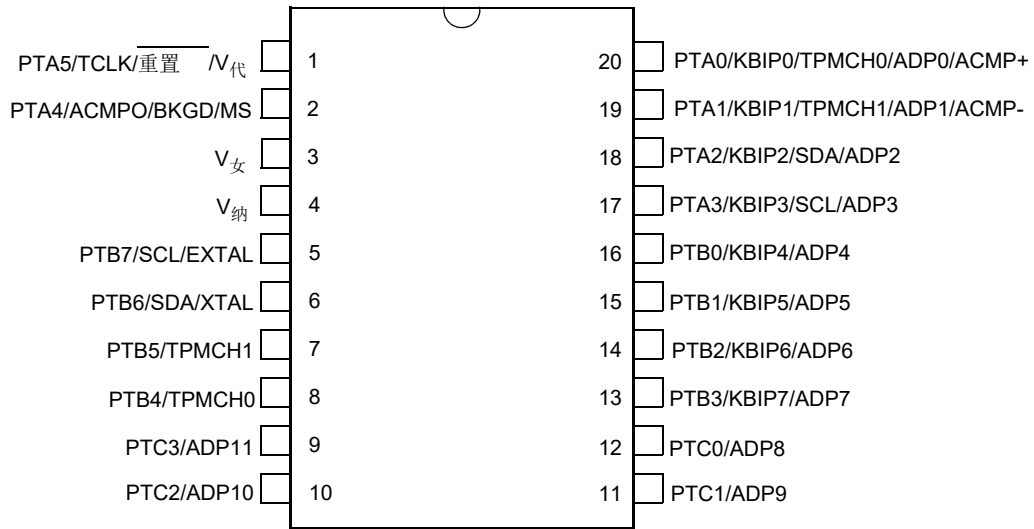 PTA5/TCLK/重置 /V代
1
PTA4/ACMPO/BKGD/MS
2
V女
3
V纳
4
PTB7/SCL/EXTAL
5
PTB6/SDA/XTAL
6
PTB5/TPMCH1
7
PTB4/TPMCH0
8
PTC3/ADP11
9
PTC2/ADP10
10
20
PTA0/KBIP0/TPMCH0/ADP0/ACMP+
19
PTA1/KBIP1/TPMCH1/ADP1/ACMP-
18
PTA2/KBIP2/SDA/ADP2
17
PTA3/KBIP3/SCL/ADP3
16
PTB0/KBIP4/ADP4
15
PTB1/KBIP5/ADP5
14
PTB2/KBIP6/ADP6
13
PTB3/KBIP7/ADP7
12
PTC0/ADP8
11
PTC1/ADP9